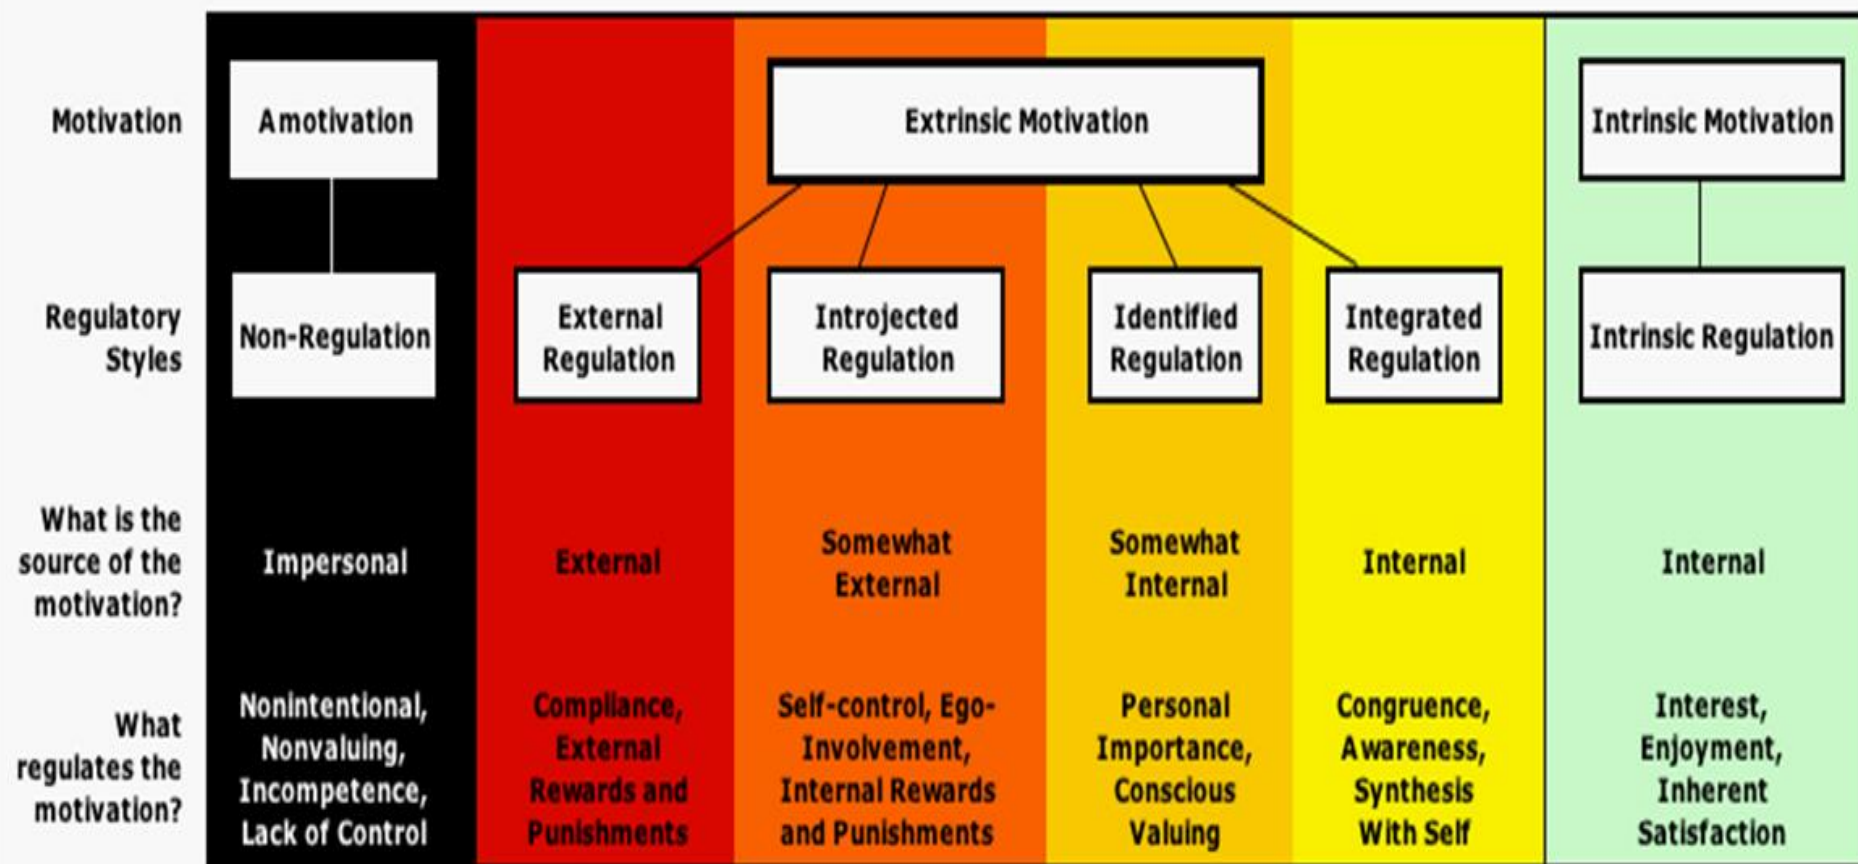 Motivation
Amotivation
Extrinsic Motivation
Intrinsic Motivation
Regulatory
Styles
Non-Regulation
External
Regulation
Introjected
Regulation
Identified
Regulation
Integrated
Regulation
Intrinsic Regulation
What is the
source of the
motivation?
Impersonal
External
Somewhat
External
Somewhat
Internal
Internal
Internal
What
regulates the
motivation?
Nonintentional,
Nonvaluing,
Incompetence,
Lack of Control
Compliance,
External
Rewards and
Punishments
Self-control, Ego-
Involvement,
Internal Rewards
and Punishments
Personal
Importance,
Conscious
Valuing
Congruence,
Awareness,
Synthesis
With Self
Interest,
Enjoyment,
Inherent
Satisfaction